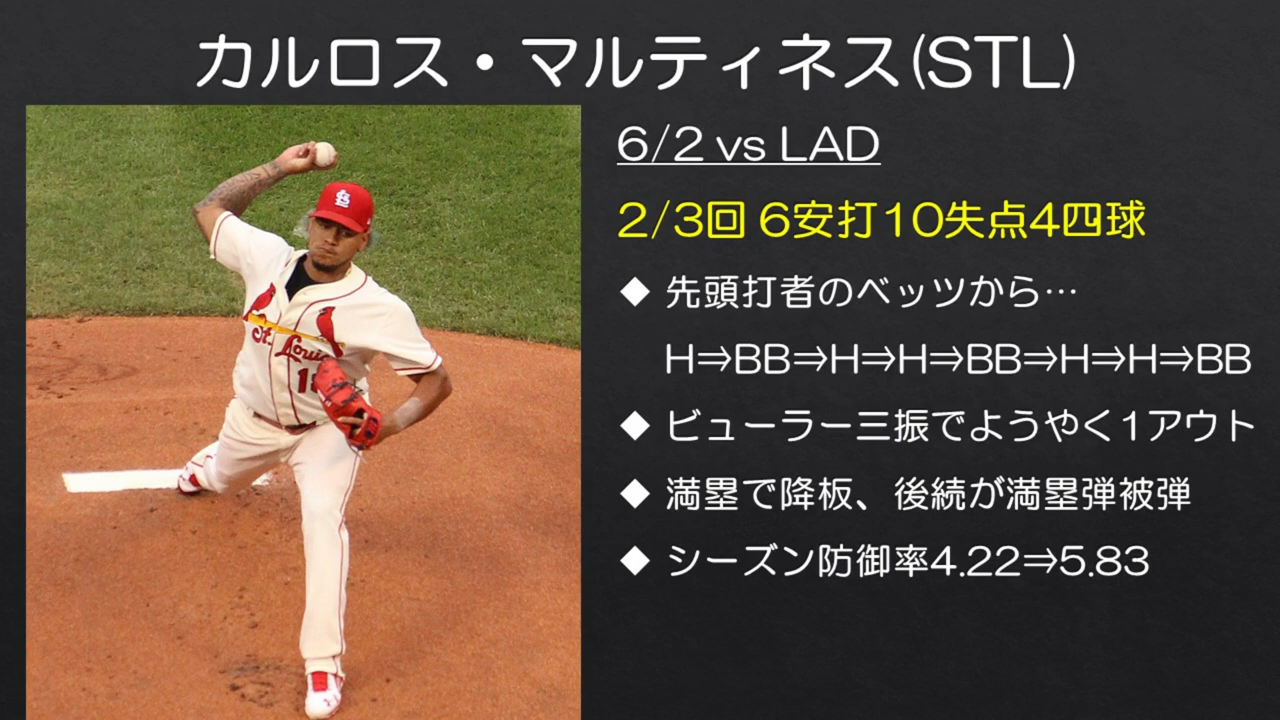 カルロス・マルティネス(STL)
6/2 vs LAD
2/3回 6安打10失点4四球
◆ 先頭打者のベッツから…
H⇒BB⇒H⇒H⇒BB⇒H⇒H⇒BB
◆ ビューラー三振でようやく1アウト
◆ 満塁で降板、後続が満塁弾被弾
◆ シーズン防御率4.22⇒5.83
St. Louis